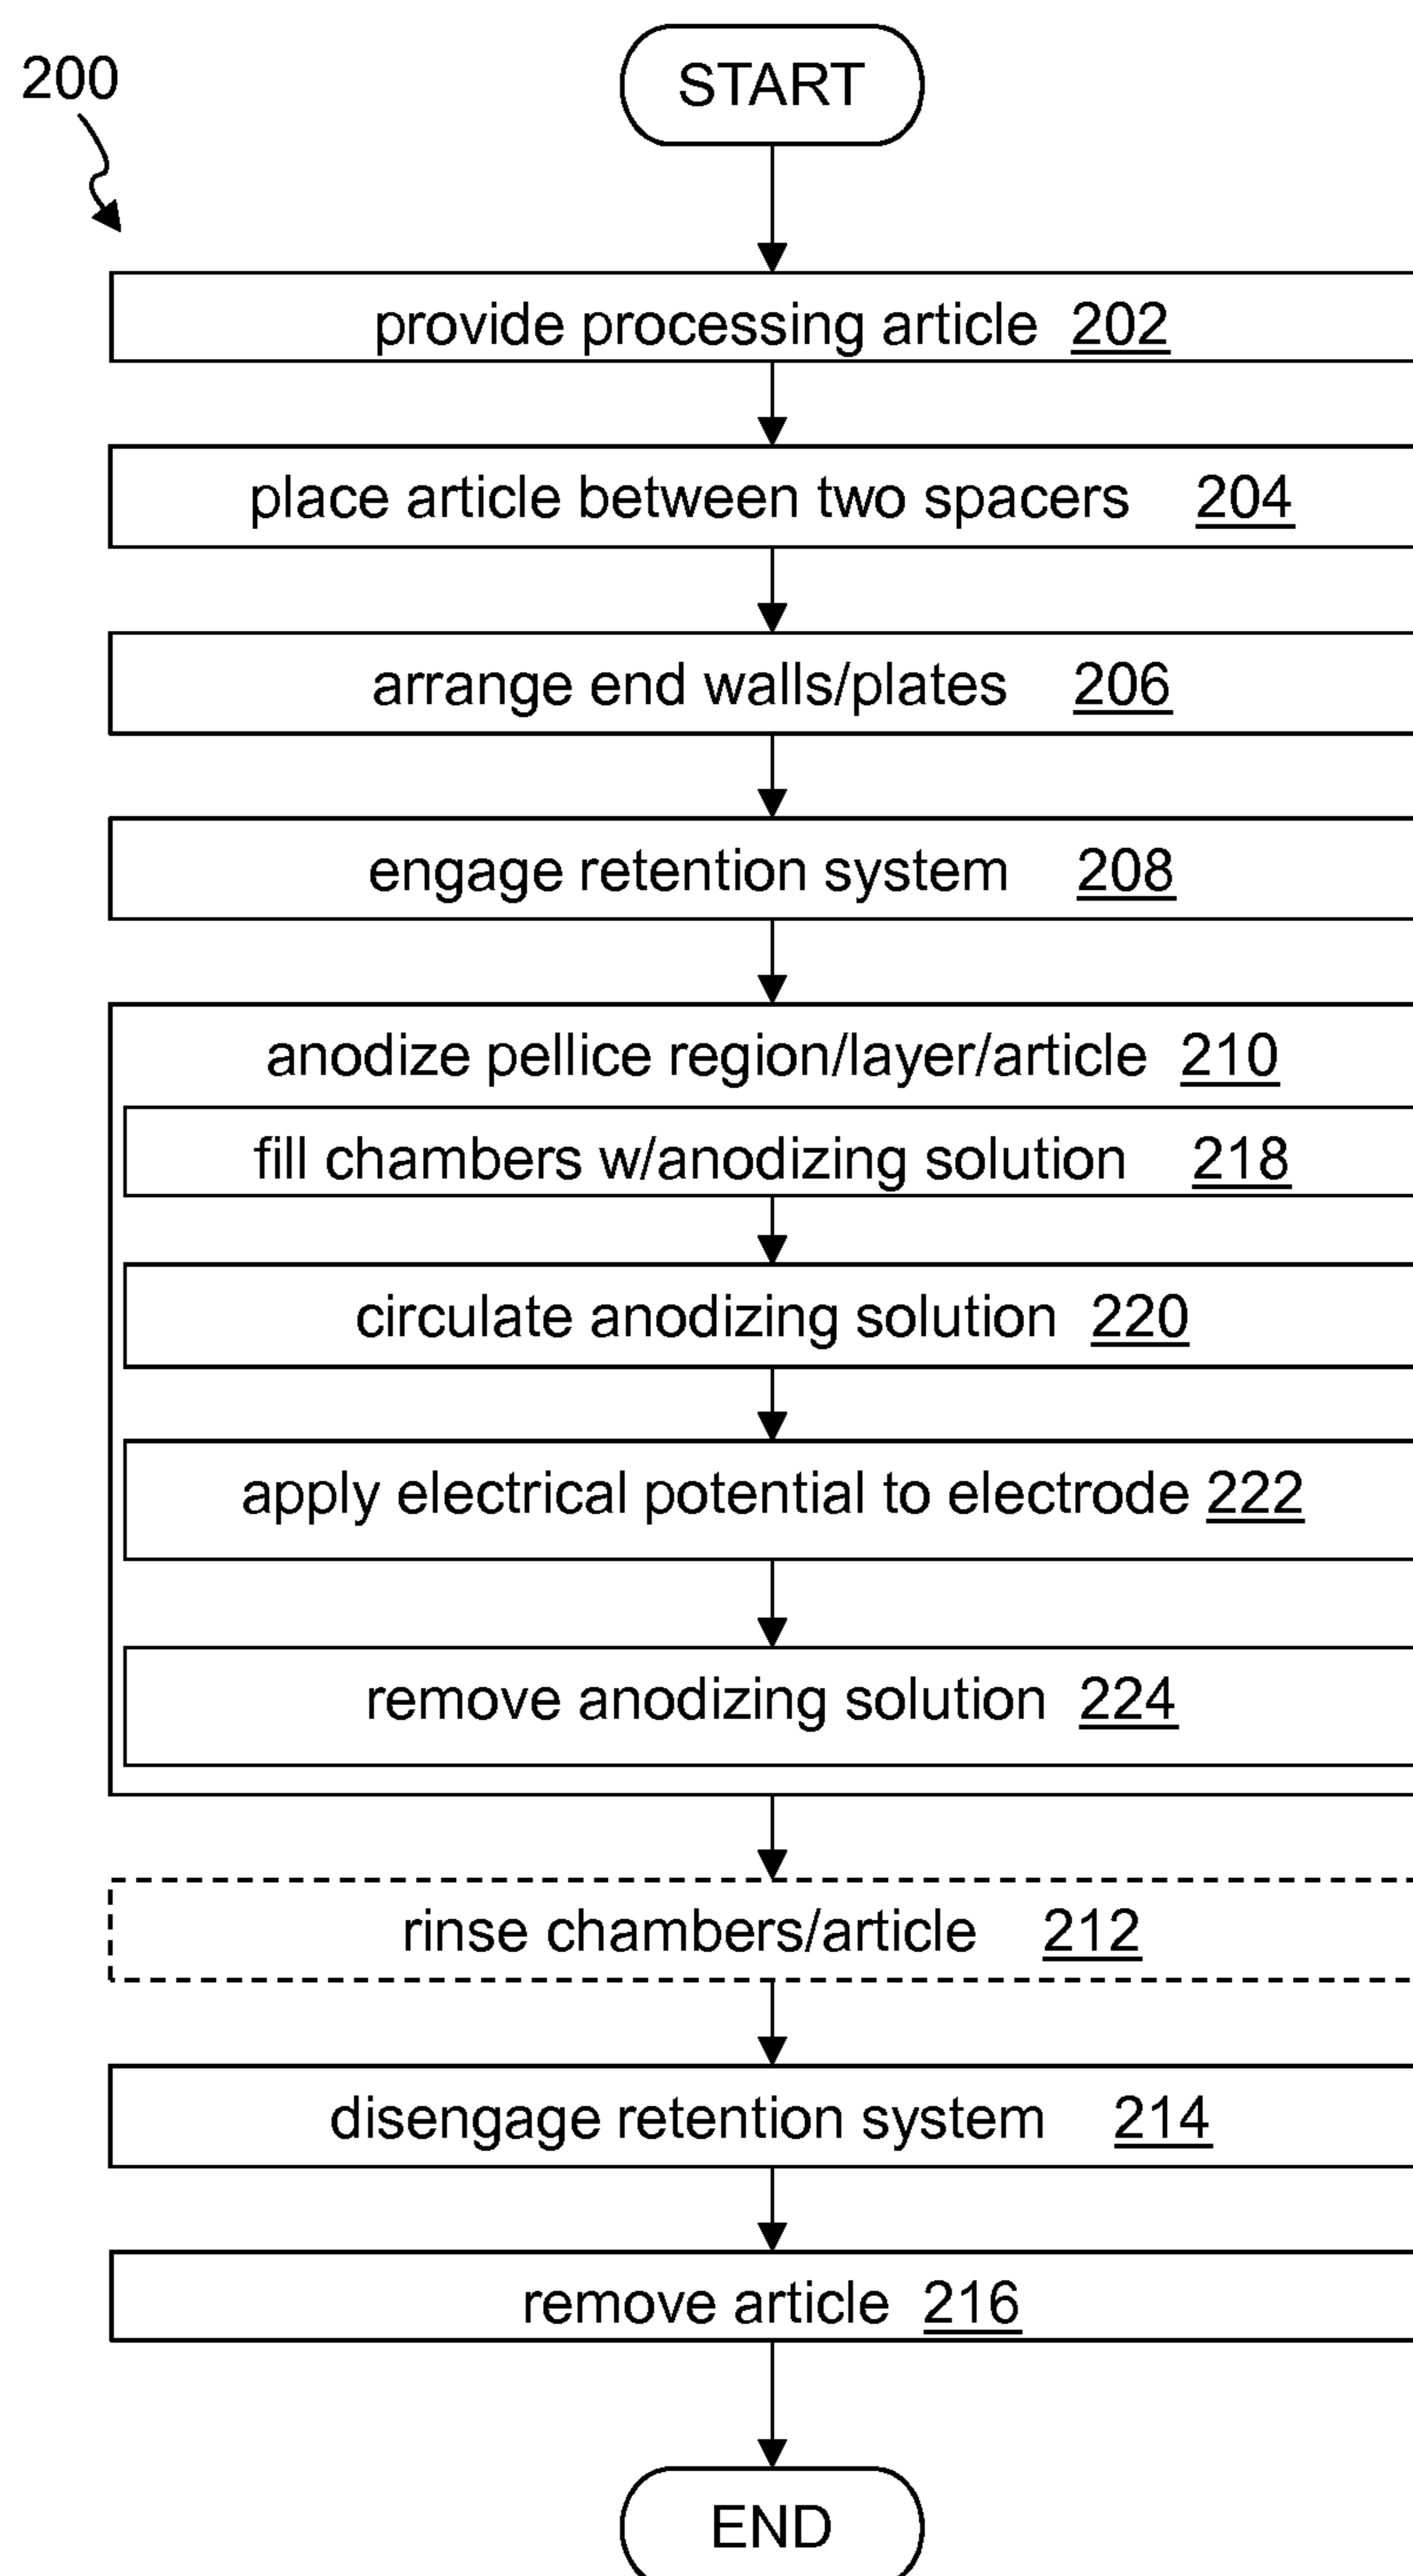 200
START
provide processing article 202
place article between two spacers 204
arrange end walls/plates 206
engage retention system 208
anodize pellice region/layer/article 210
fill chambers w/anodizing solution 218
circulate anodizing solution 220
apply electrical potential to electrode 222
remove anodizing solution 224
rinse chambers/article 212
disengage retention system 214
remove article 216
END